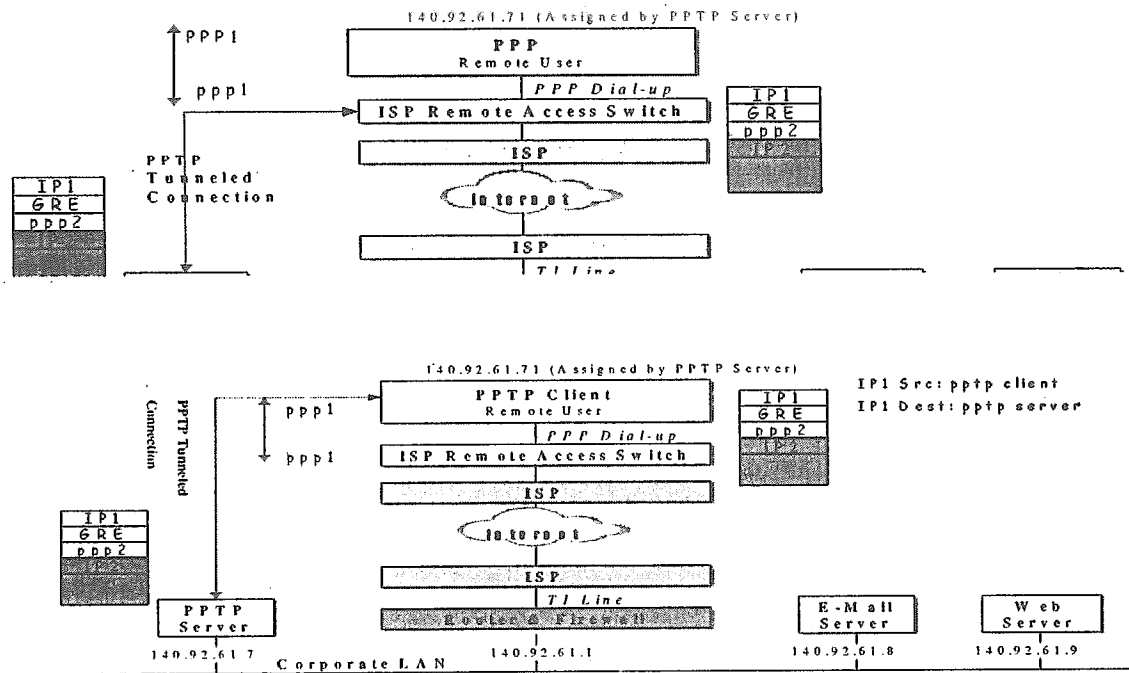 140.92.61.71 (Assigned by PPTP Server)
PPP1
PPP
Remote User
PPP Dial-up
ppp1
ISP Remote Access Switch
IP1
GRE
ppp2
IP2
ISP
PPTP
Tunneled
Connection
Internet
IP1
GRE
ppp2
ISP
T1 Line
140.92.61.71 (Assigned by PPTP Server)
PPTP Client
Remote User
IP1 Src: pptp client
IP1 Dest: pptp server
PPTP Tunneled
Connection
ppp1
PPP Dial-up
ppp1
ISP Remote Access Switch
IP1
GRE
ppp2
IP2
ISP
Internet
IP1
GRE
ppp2
IP2
ISP
T1 Line
PPTP
Server
Router & Firewall
E-Mail
Server
Web
Server
140.92.61.7
140.92.61.1
140.92.61.8
140.92.61.9
Corporate LAN